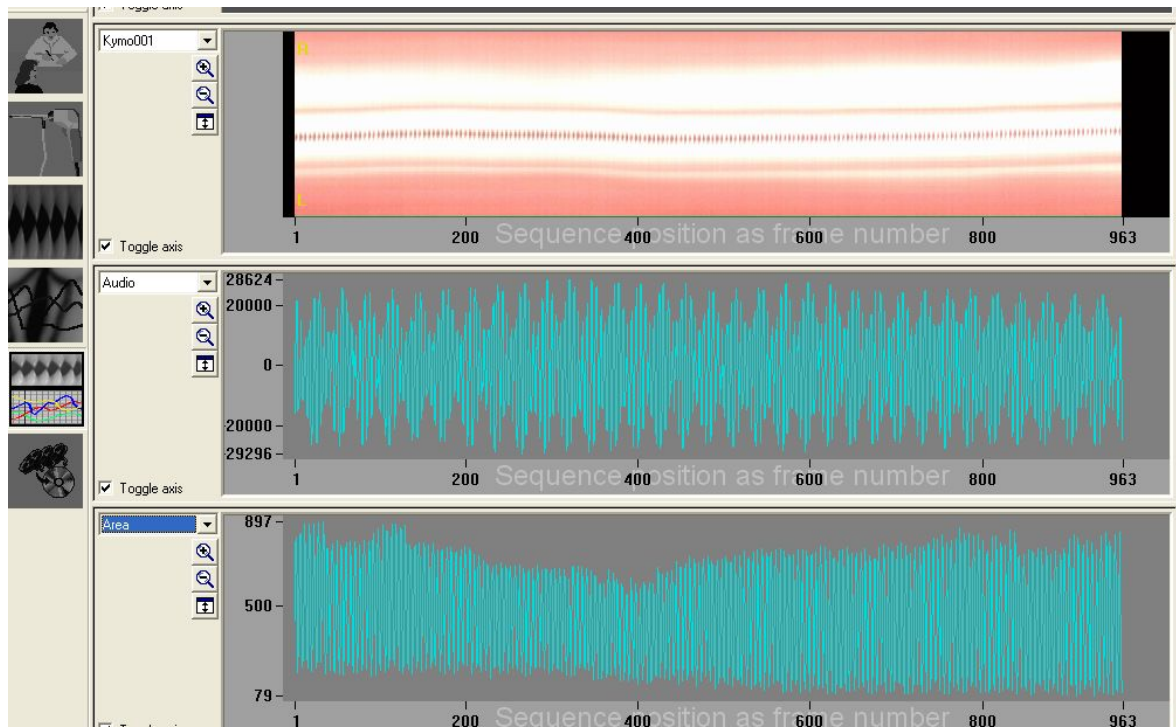 Toggle axis
Kymo001
R
L
Toggle axis
1 200 400 600 800 963
Sequence position as frame number
Audio
28624
20000
0
20000
29296
Toggle axis
1 200 400 600 800 963
Sequence position as frame number
Area
897
500
79
Toggle axis
1 200 400 600 800 963
Sequence position as frame number